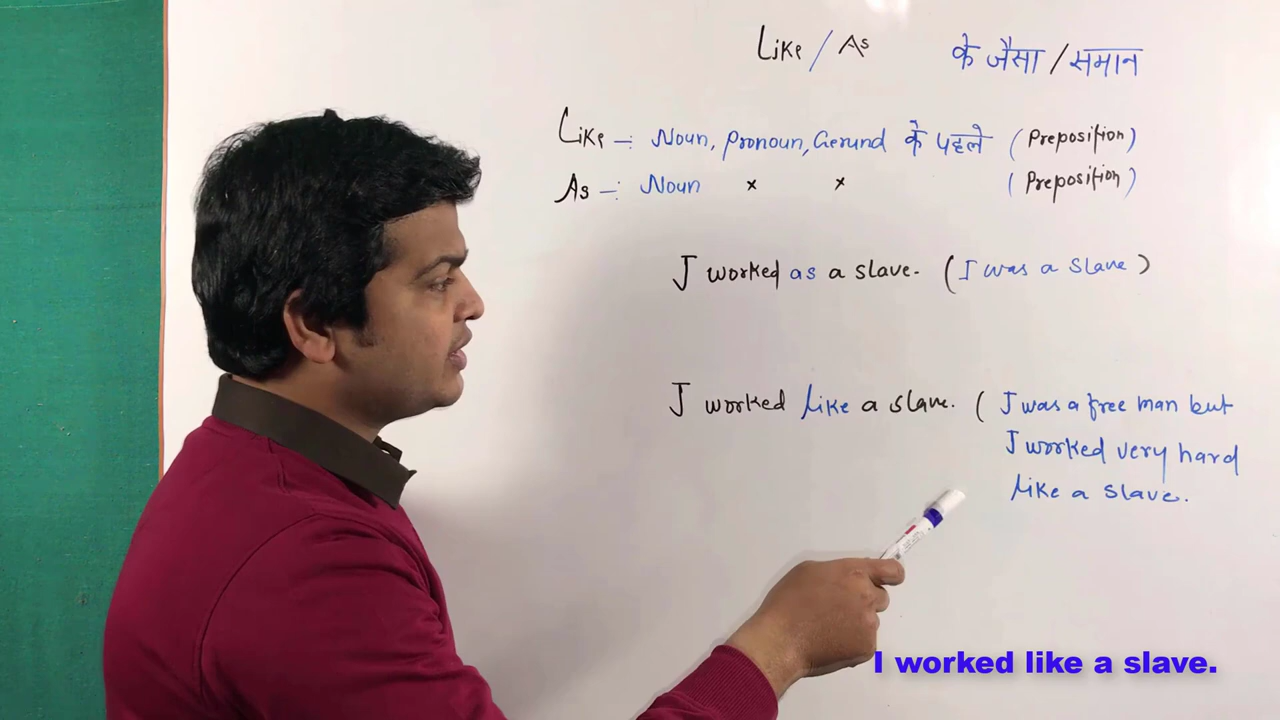 Like / As के जैसा / समान
Like -: Noun, Pronoun, Gerund के पहले (Preposition)
As -: Noun × × (Preposition)
I worked as a slave. (I was a slave)
I worked like a slave. (I was a free man but
I worked very hard
like a slave.
I worked like a slave.